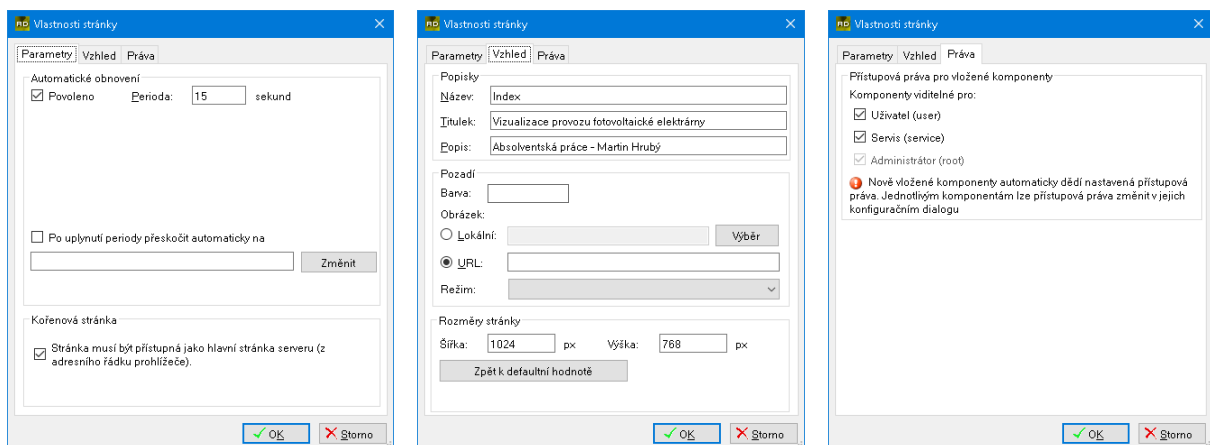 Vlastnosti stránky
Parametry Vzhled Práva
Automatické obnovení
Povoleno Perioda: 15 sekund
Po uplynutí periody přeskočit automaticky na
Změnit
Kořenová stránka
Stránka musí být přístupná jako hlavní stránka serveru (z
adresního řádku prohlížeče).
OK Storno
Vlastnosti stránky
Parametry Vzhled Práva
Popisky
Název: Index
Titulek: Vizualizace provozu fotovoltaické elektrárny
Popis: Absolventská práce - Martin Hrubý
Pozadí
Barva:
Obrázek:
Lokální: Výběr
URL:
Režim:
Rozměry stránky
Šířka: 1024 px Výška: 768 px
Zpět k defaultní hodnotě
OK Storno
Vlastnosti stránky
Parametry Vzhled Práva
Přístupová práva pro vložené komponenty
Komponenty viditelné pro:
Uživatel (user)
Servis (service)
Administrátor (root)
Nově vložené komponenty automaticky dědí nastavená přístupová
práva. Jednotlivým komponentám lze přístupová práva změnit v jejich
konfiguračním dialogu
OK Storno